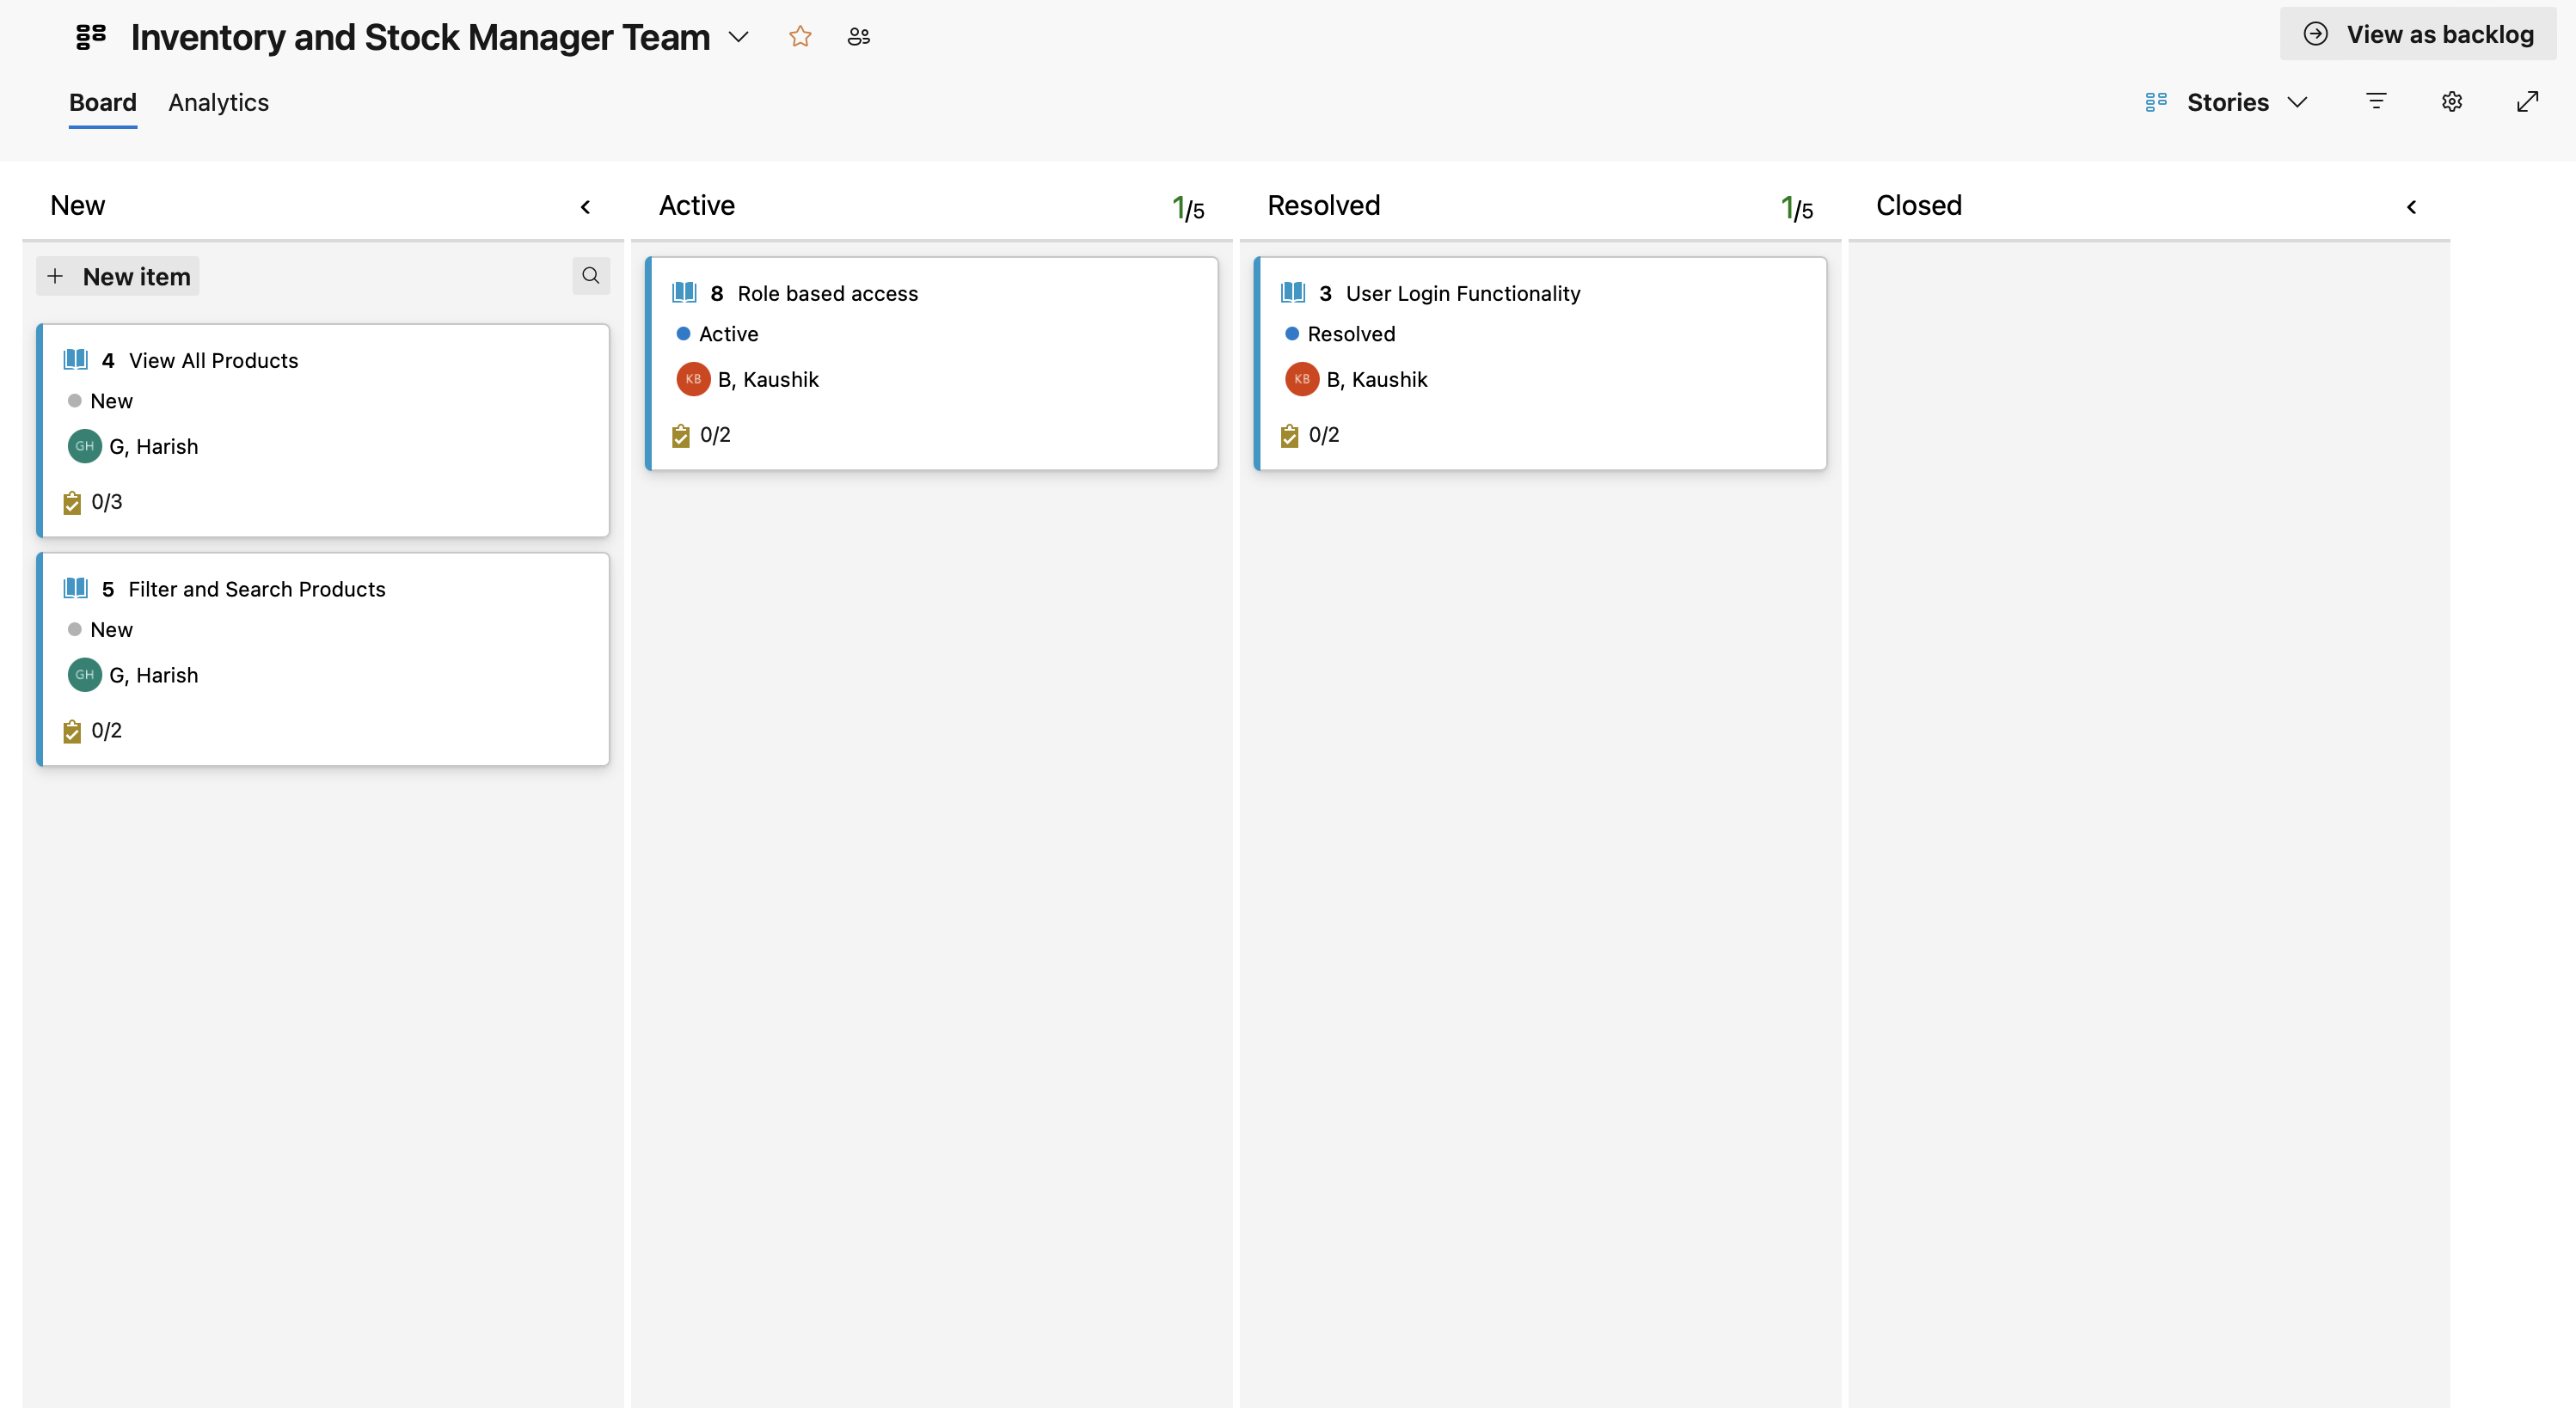 Inventory and Stock Manager Team
View as backlog
Board Analytics
Stories
New
Active 1/5
Resolved 1/5
Closed
New item
4 View All Products
New
GH G, Harish
0/3
5 Filter and Search Products
New
GH G, Harish
0/2
8 Role based access
Active
KB B, Kaushik
0/2
3 User Login Functionality
Resolved
KB B, Kaushik
0/2